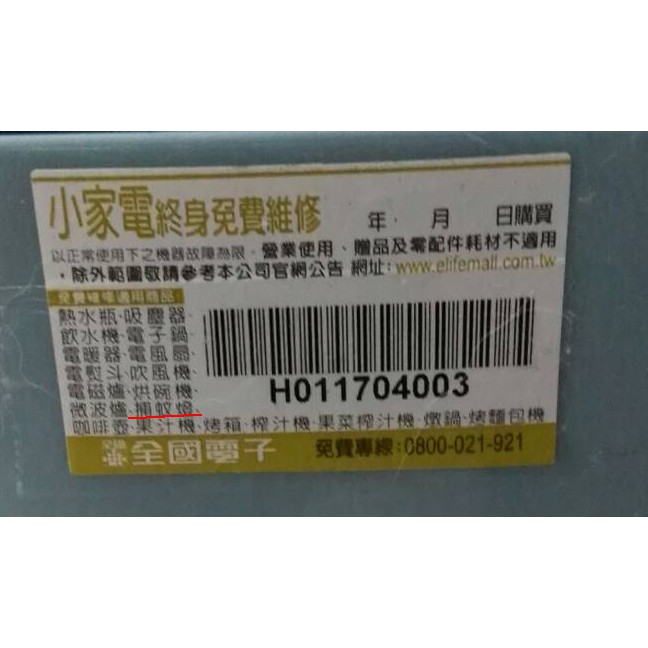 小家電終身免費維修 年 月 日購買
以正常使用下之機器故障為限。營業使用、贈品及零配件耗材不適用
，除外範圍敬請參考本公司官網公告 網址：www.elifemall.com.tw
免費維修適用商品
熱水瓶·吸塵器·
飲水機·電子鍋·
電暖器·電風扇·
電熨斗·吹風機·
電磁爐·烘碗機·
微波爐·捕蚊燈·
H011704003
咖啡壺·果汁機·烤箱·榨汁機·果菜榨汁機·燉鍋·烤麵包機
全國電子 免費專線：0800-021-921